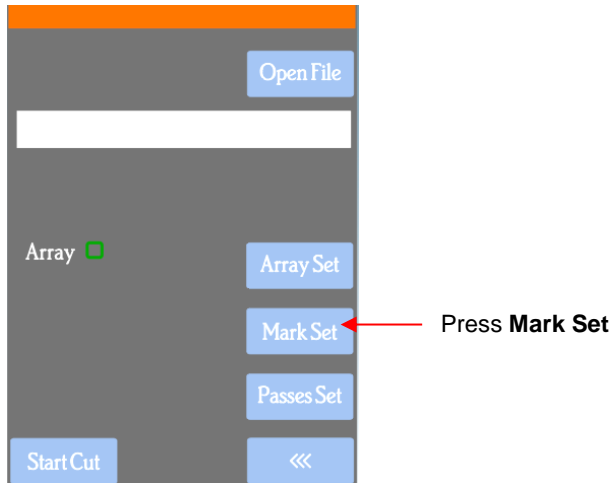 Open File
Array
Array Set
Mark Set
Press Mark Set
Passes Set
Start Cut
<<<